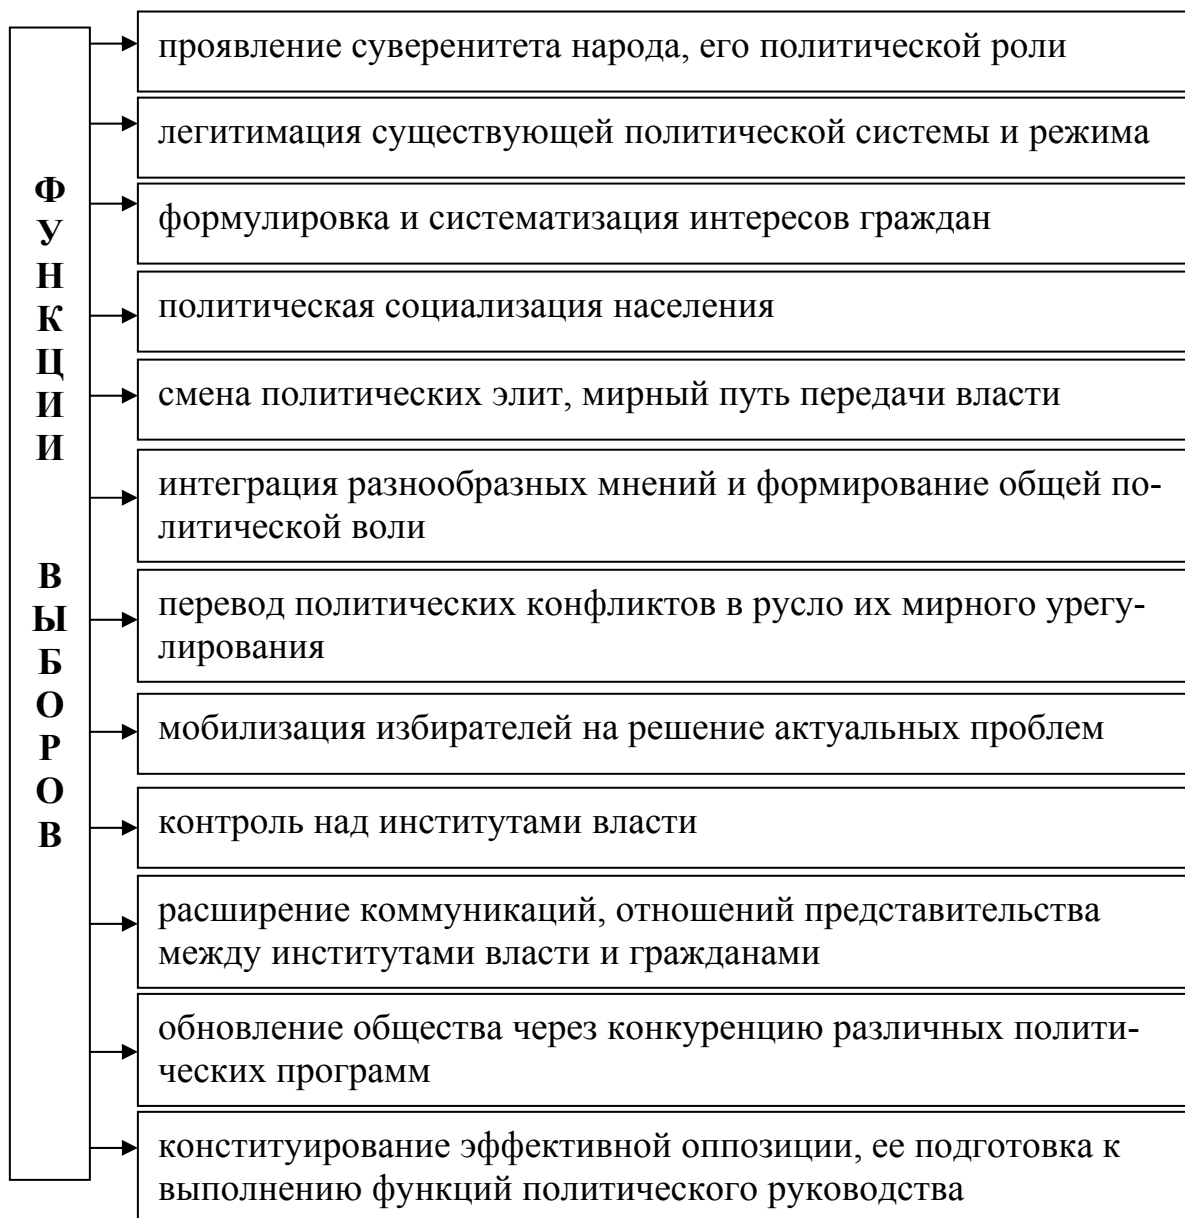 ФУНКЦИИ ВЫБОРОВ
проявление суверенитета народа, его политической роли
легитимация существующей политической системы и режима
формулировка и систематизация интересов граждан
политическая социализация населения
смена политических элит, мирный путь передачи власти
интеграция разнообразных мнений и формирование общей по-
литической воли
перевод политических конфликтов в русло их мирного урегу-
лирования
мобилизация избирателей на решение актуальных проблем
контроль над институтами власти
расширение коммуникаций, отношений представительства
между институтами власти и гражданами
обновление общества через конкуренцию различных полити-
ческих программ
конституирование эффективной оппозиции, ее подготовка к
выполнению функций политического руководства